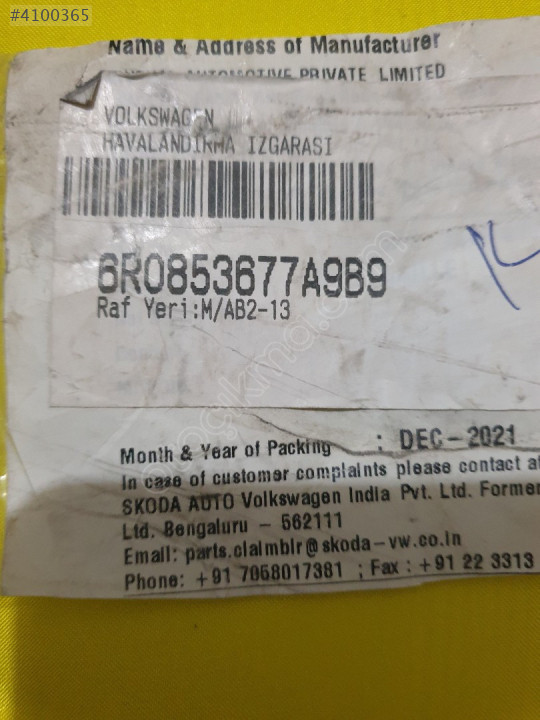 #4100365
Name & Address of Manufacturer
AUTOMOTIVE PRIVATE LIMITED
VOLKSWAGEN
HAVALANDIRMA IZGARASI
6R0853677A9B9
Raf Yeri:M/AB2-13
Month & Year of Packing : DEC-2021
In case of customer complaints please contact at
SKODA AUTO Volkswagen India Pvt. Ltd. Former
Ltd. Bengaluru - 562111
Email: parts.claimblr@skoda-vw.co.in
Phone: +91 7058017381 ; Fax : +91 22 3313